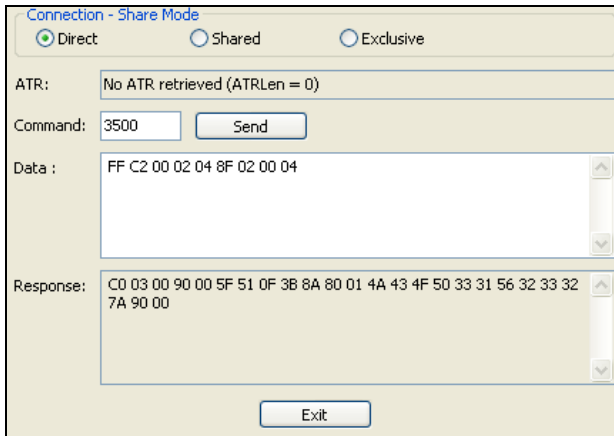 Connection - Share Mode
Direct Shared Exclusive
ATR: No ATR retrieved (ATRLen = 0)
Command: 3500 Send
Data : FF C2 00 02 04 8F 02 00 04
Response: C0 03 00 90 00 5F 51 0F 3B 8A 80 01 4A 43 4F 50 33 31 56 32 33 32
7A 90 00
Exit